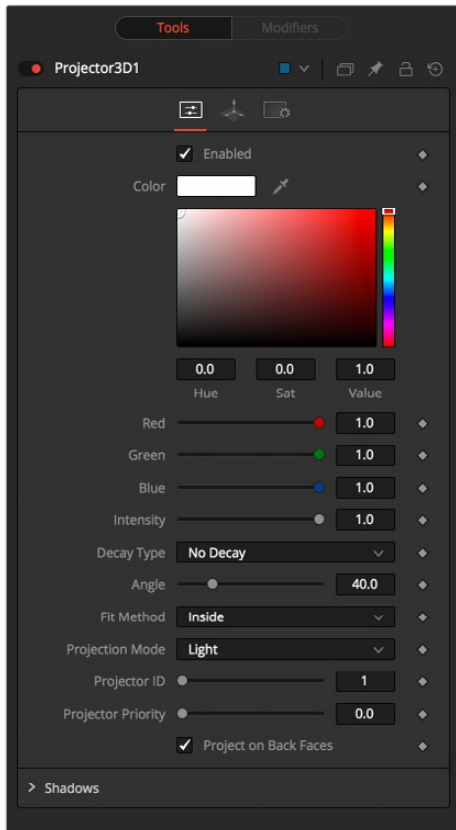 Tools Modifiers
Projector3D1
Enabled
Color
0.0 0.0 1.0
Hue Sat Value
Red 1.0
Green 1.0
Blue 1.0
Intensity 1.0
Decay Type No Decay
Angle 40.0
Fit Method Inside
Projection Mode Light
Projector ID 1
Projector Priority 0.0
Project on Back Faces
Shadows